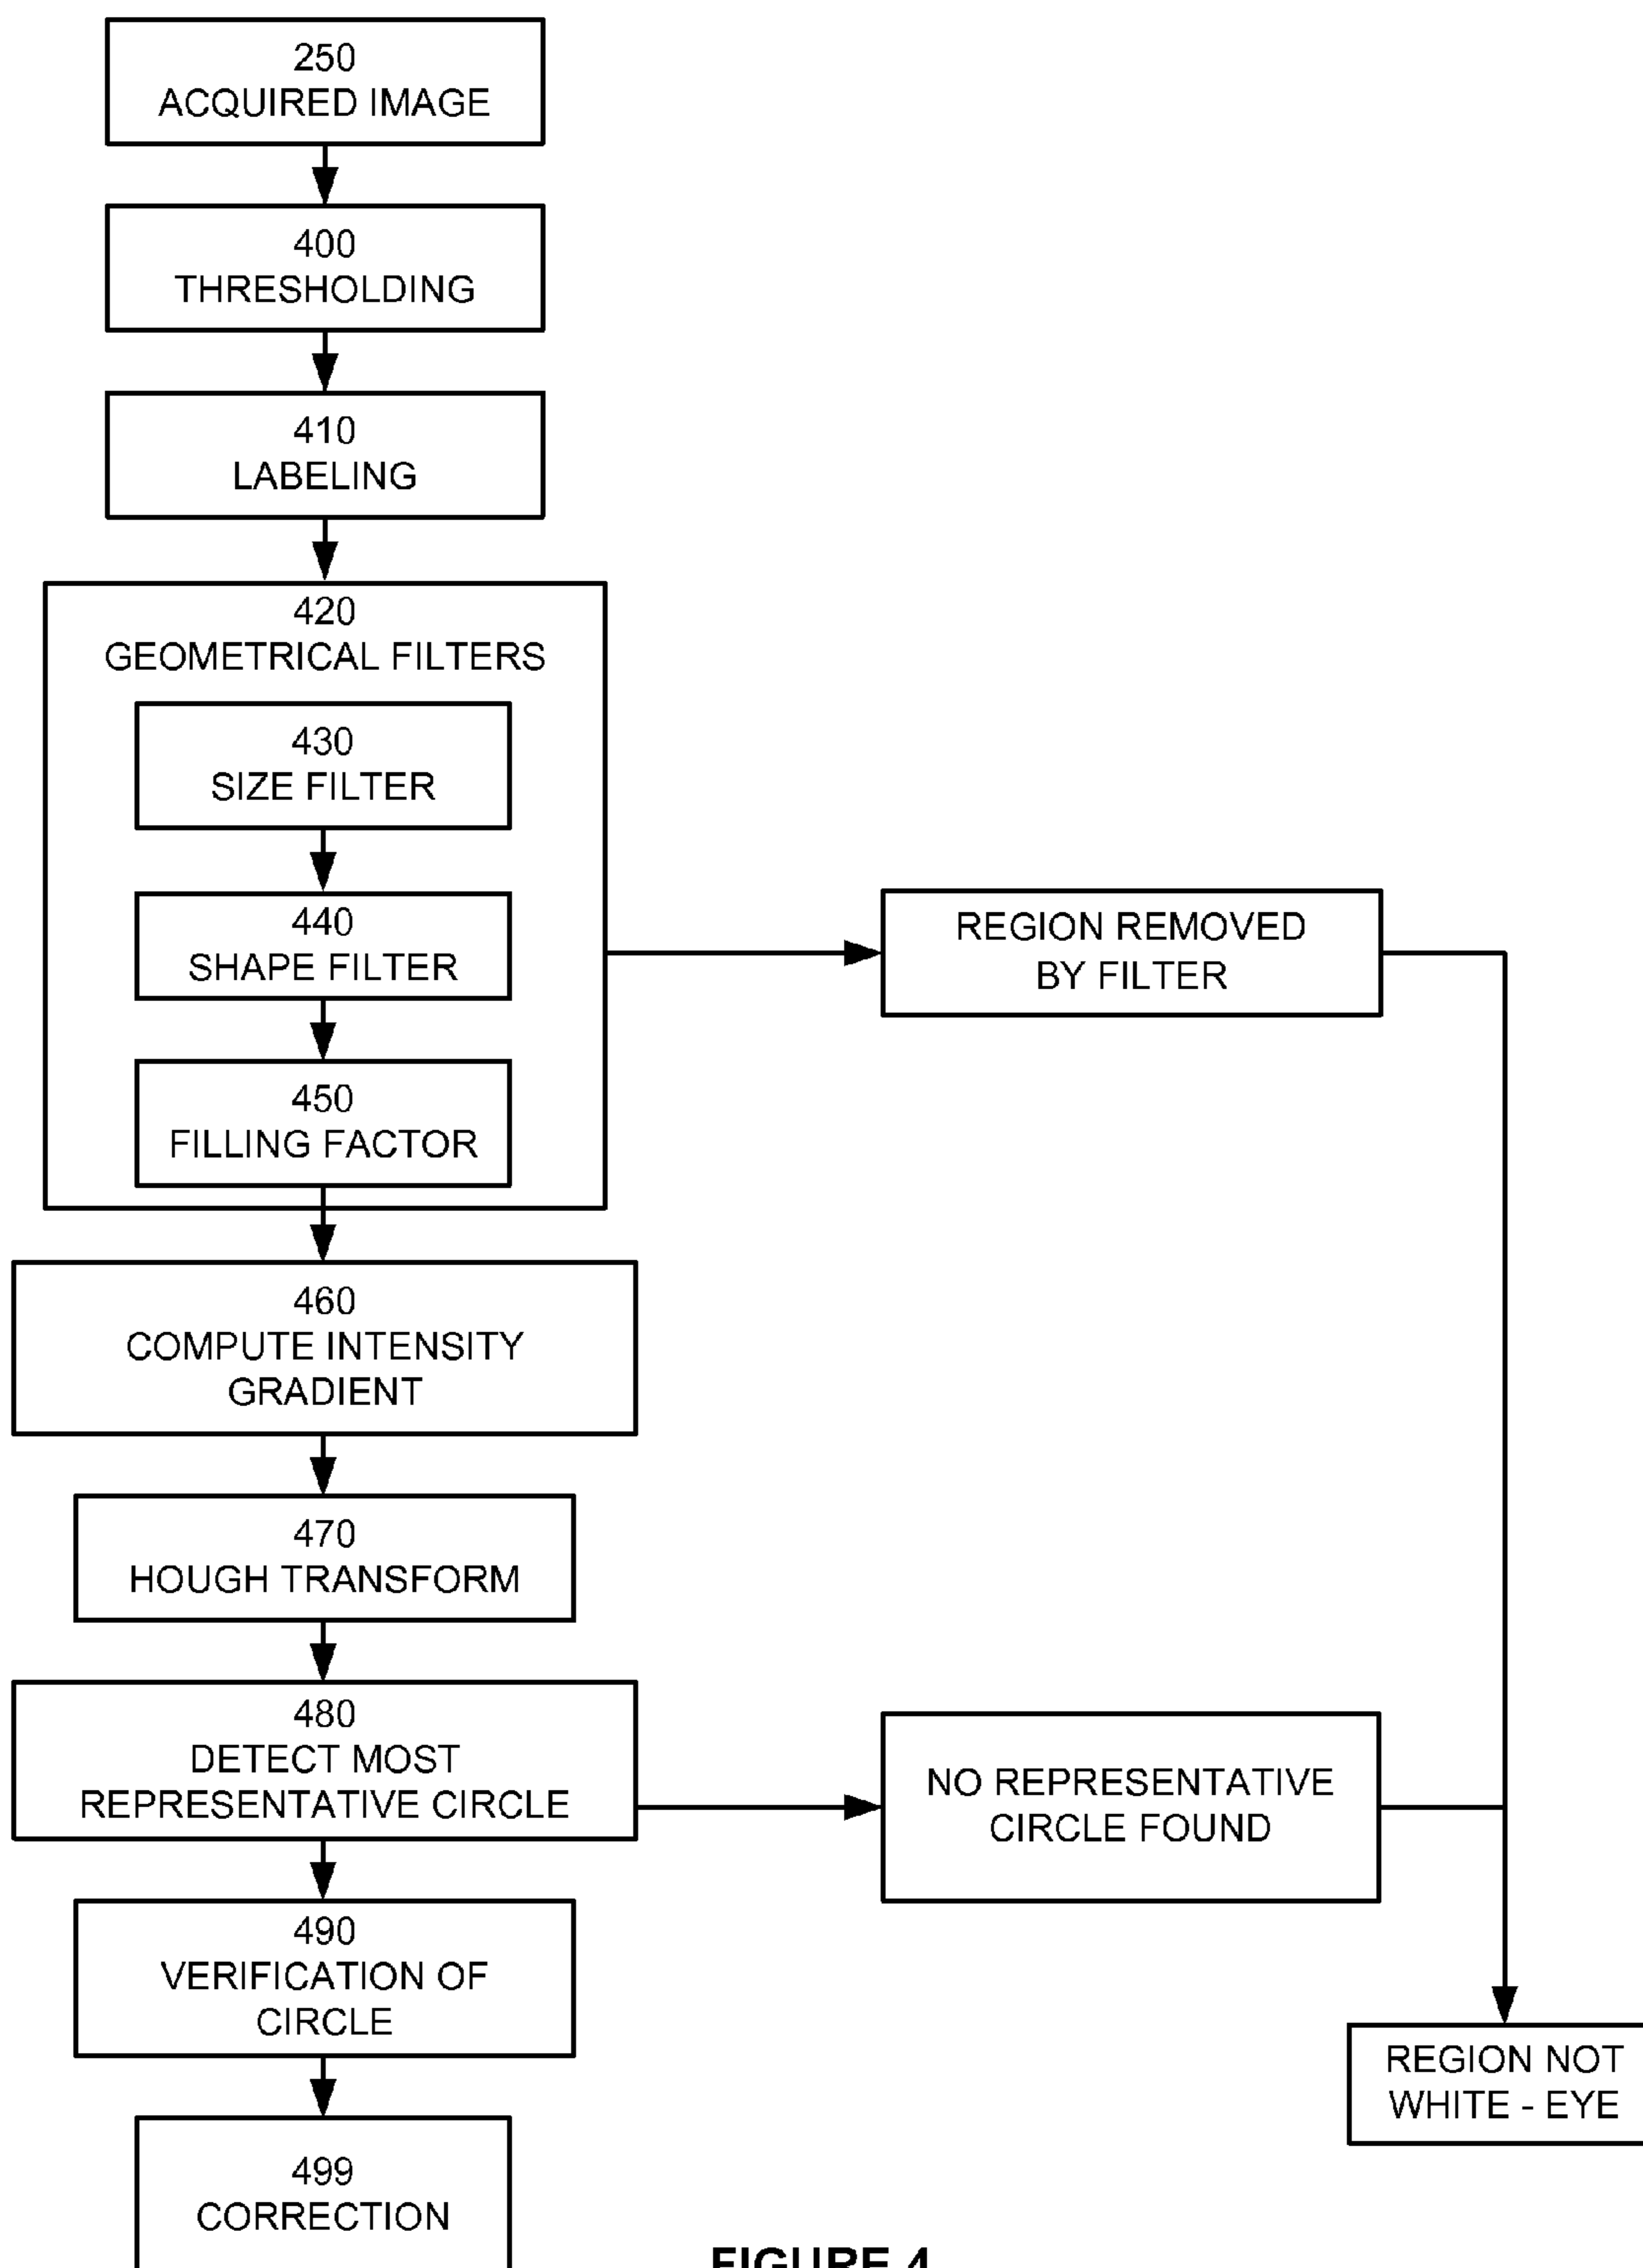 250
ACQUIRED IMAGE
400
THRESHOLDING
410
LABELING
420
GEOMETRICAL FILTERS
430
SIZE FILTER
440
SHAPE FILTER
450
FILLING FACTOR
REGION REMOVED
BY FILTER
460
COMPUTE INTENSITY
GRADIENT
470
HOUGH TRANSFORM
480
DETECT MOST
REPRESENTATIVE CIRCLE
NO REPRESENTATIVE
CIRCLE FOUND
490
VERIFICATION OF
CIRCLE
REGION NOT
WHITE - EYE
499
CORRECTION
FIGURE 4